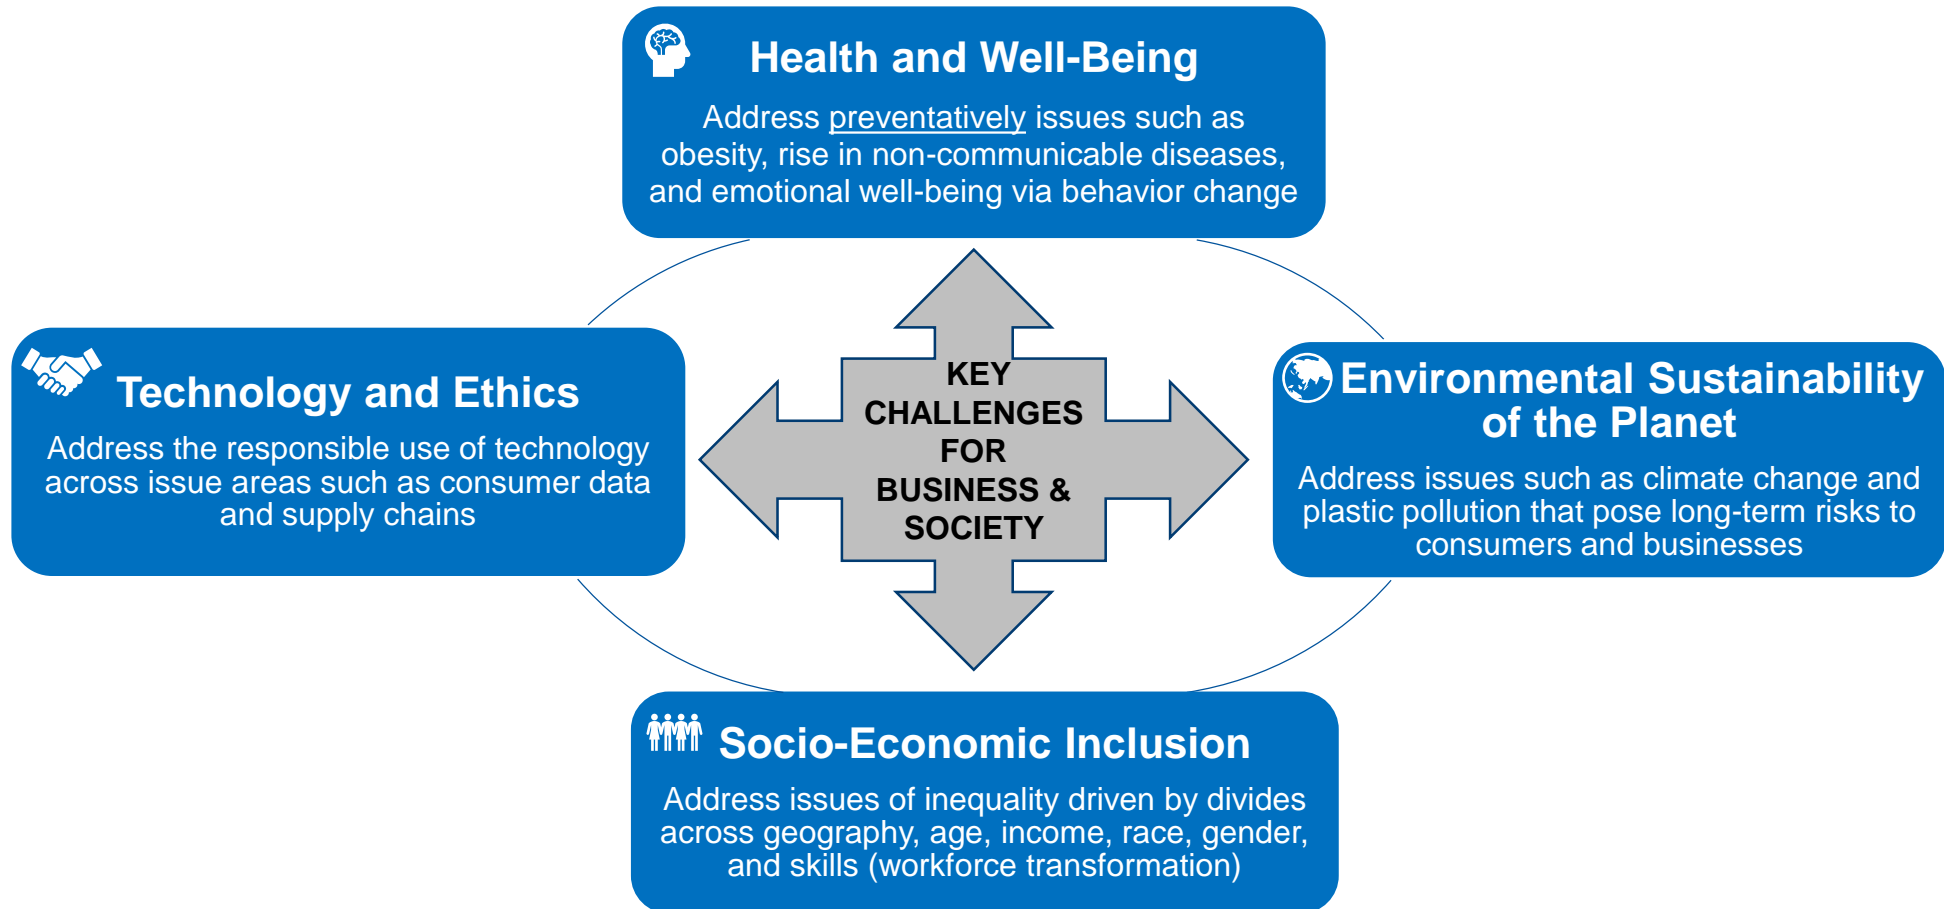 Health and Well-Being
Address preventatively issues such as
obesity, rise in non-communicable diseases,
and emotional well-being via behavior change
Technology and Ethics
Address the responsible use of technology
across issue areas such as consumer data
and supply chains
KEY
CHALLENGES
FOR
BUSINESS &
SOCIETY
Environmental Sustainability
of the Planet
Address issues such as climate change and
plastic pollution that pose long-term risks to
consumers and businesses
Socio-Economic Inclusion
Address issues of inequality driven by divides
across geography, age, income, race, gender,
and skills (workforce transformation)